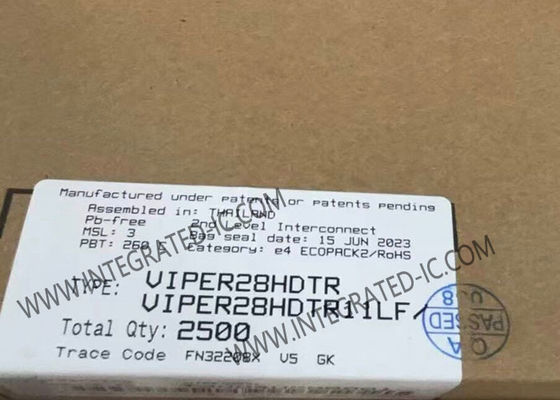 Manufactured under patents or patents pending
Assembled in: THAILAND
Pb-free 2nd Level Interconnect
MSL: 3 Bag seal date: 15 JUN 2023
PBT: 260 Category: e4 ECOPACK2/RoHS
TYPE: VIPER28HDTR
VIPER28HDTR11LF/
Total Qty: 2500
Trace Code FN32208X V5 GK
QA
PASSED
WWW.INTEGRATED-IC.COM
WWW.INTEGRATED-IC.COM